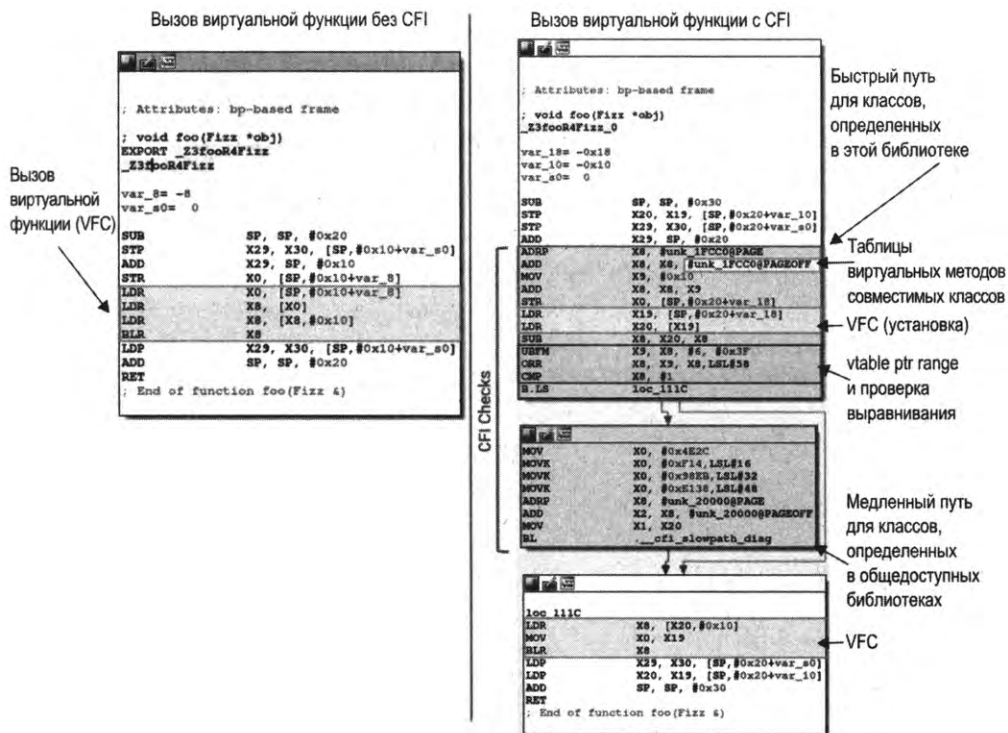 Вызов виртуальной функции без CFI
; Attributes: bp-based frame
; void foo(Fizz *obj)
EXPORT _Z3fooR4Fizz
_Z3fooR4Fizz
var_8= -8
var_s0= 0
SUB SP, SP, #0x20
STP X29, X30, [SP,#0x10+var_s0]
ADD X29, SP, #0x10
STR X0, [SP,#0x10+var_8]
LDR X0, [SP,#0x10+var_8]
LDR X8, [X0]
LDR X8, [X8,#0x10]
BLR X8
LDP X29, X30, [SP,#0x10+var_s0]
ADD SP, SP, #0x20
RET
; End of function foo(Fizz &)
Вызов
виртуальной
функции (VFC)
Вызов виртуальной функции с CFI
; Attributes: bp-based frame
; void foo(Fizz *obj)
_Z3fooR4Fizz_0
var_18= -0x18
var_10= -0x10
var_s0= 0
SUB SP, SP, #0x30
STP X20, X19, [SP,#0x20+var_10]
STP X29, X30, [SP,#0x20+var_s0]
ADD X29, SP, #0x20
ADRP X8, #unk_1FCC0@PAGE
ADD X8, X8, #unk_1FCC0@PAGEOFF
MOV X9, #0x10
ADD X8, X8, X9
STR X0, [SP,#0x20+var_18]
LDR X19, [SP,#0x20+var_18]
LDR X20, [X19]
SUB X8, X20, X8
UBFM X9, X8, #6, #0x3F
ORR X8, X9, X8,LSL#58
CMP X8, #1
B.LS loc_111C
CFI Checks
MOV X0, #0x4E2C
MOVK X0, #0xF14,LSL#16
MOVK X0, #0x98EB,LSL#32
MOVK X0, #0xE138,LSL#48
ADRP X8, #unk_20000@PAGE
ADD X2, X8, #unk_20000@PAGEOFF
MOV X1, X20
BL .__cfi_slowpath_diag
loc_111C
LDR X8, [X20,#0x10]
MOV X0, X19
BLR X8
LDP X29, X30, [SP,#0x20+var_s0]
LDP X20, X19, [SP,#0x20+var_10]
ADD SP, SP, #0x30
RET
; End of function foo(Fizz &)
Быстрый путь
для классов,
определенных
в этой библиотеке
Таблицы
виртуальных методов
совместимых классов
VFC (установка)
vtable ptr range
и проверка
выравнивания
Медленный путь
для классов,
определенных
в общедоступных
библиотеках
VFC